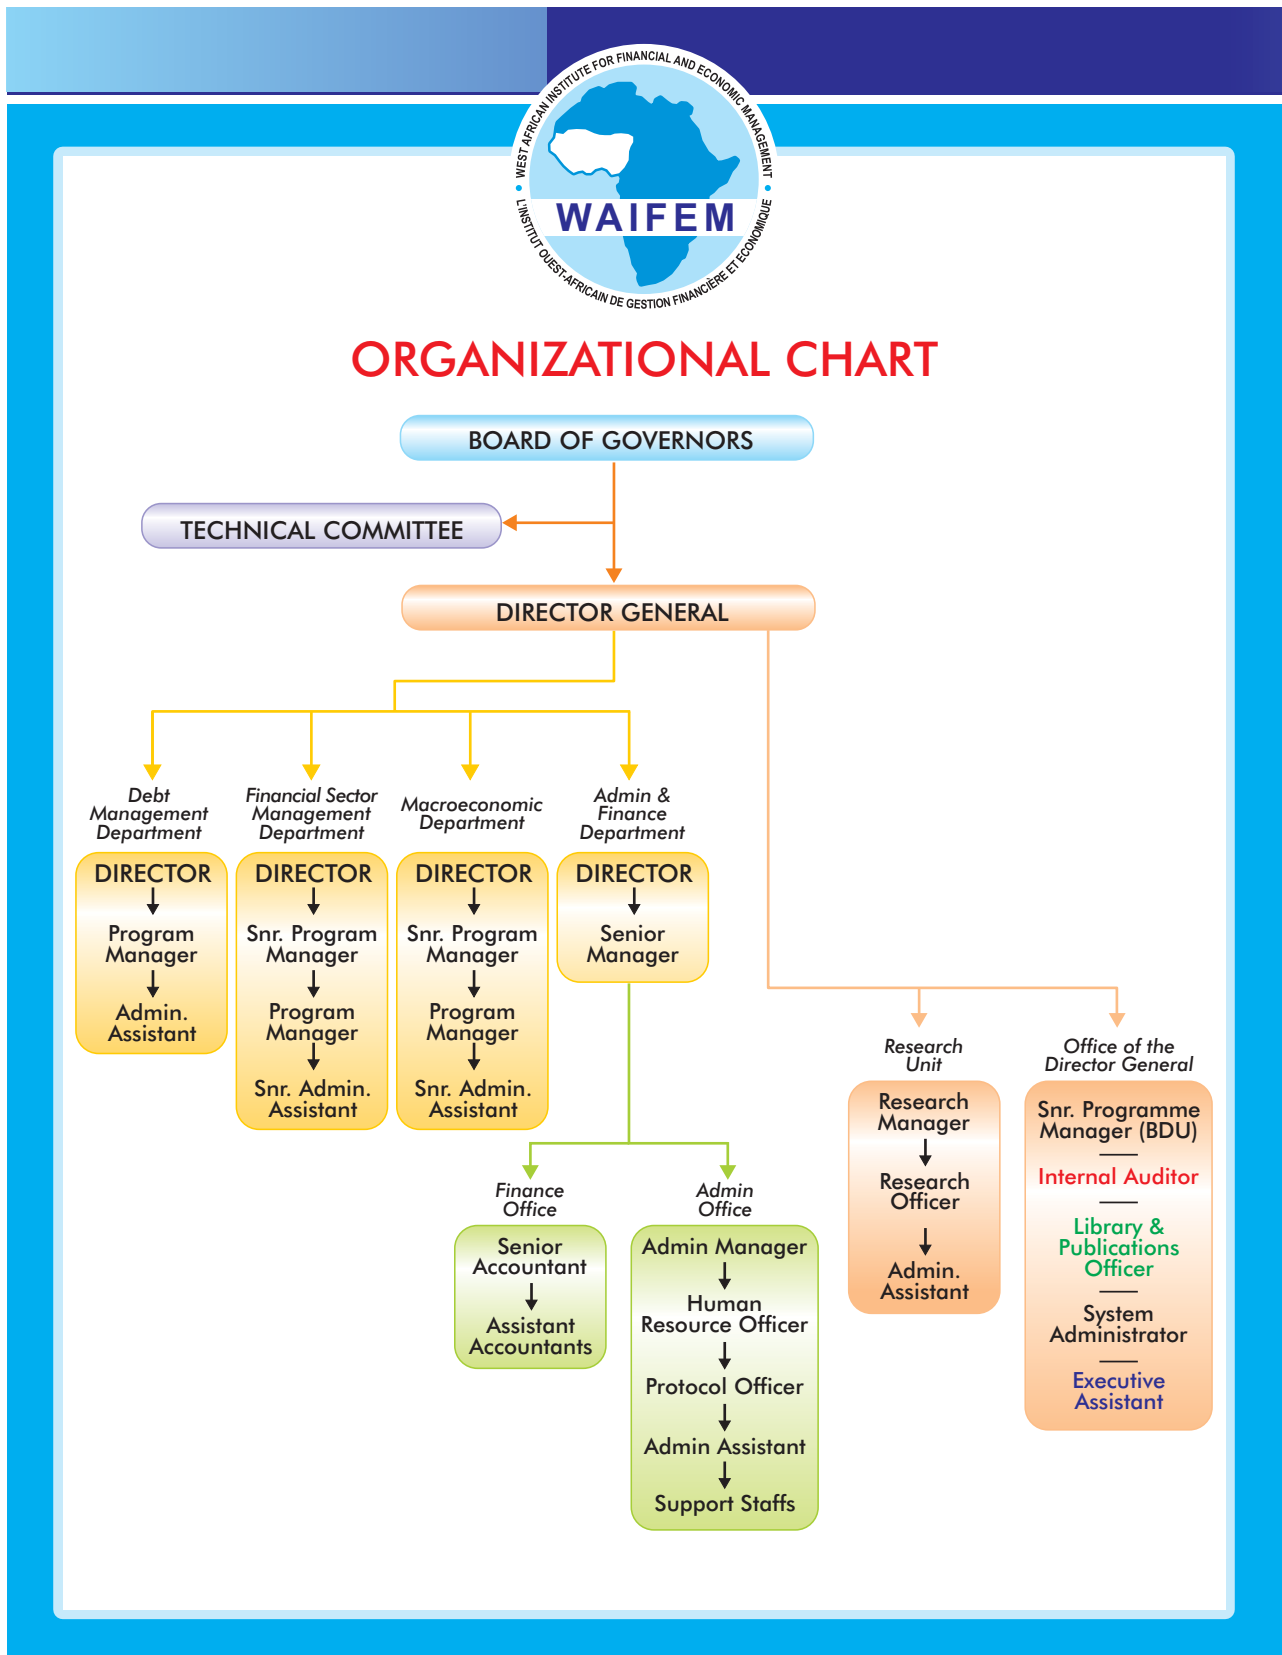 WEST AFRICAN INSTITUTE FOR FINANCIAL AND ECONOMIC MANAGEMENT
L'INSTITUT OUEST-AFRICAIN DE GESTION FINANCIÈRE ET ECONOMIQUE
WAIFEM
ORGANIZATIONAL CHART
BOARD OF GOVERNORS
TECHNICAL COMMITTEE
DIRECTOR GENERAL
Debt
Management
Department
DIRECTOR
Program
Manager
Admin.
Assistant
Financial Sector
Management
Department
DIRECTOR
Snr. Program
Manager
Program
Manager
Snr. Admin.
Assistant
Macroeconomic
Department
DIRECTOR
Snr. Program
Manager
Program
Manager
Snr. Admin.
Assistant
Admin &
Finance
Department
DIRECTOR
Senior
Manager
Finance
Office
Senior
Accountant
Assistant
Accountants
Admin
Office
Admin Manager
Human
Resource Officer
Protocol Officer
Admin Assistant
Support Staffs
Research
Unit
Research
Manager
Research
Officer
Admin.
Assistant
Office of the
Director General
Snr. Programme
Manager (BDU)
Internal Auditor
Library &
Publications
Officer
System
Administrator
Executive
Assistant